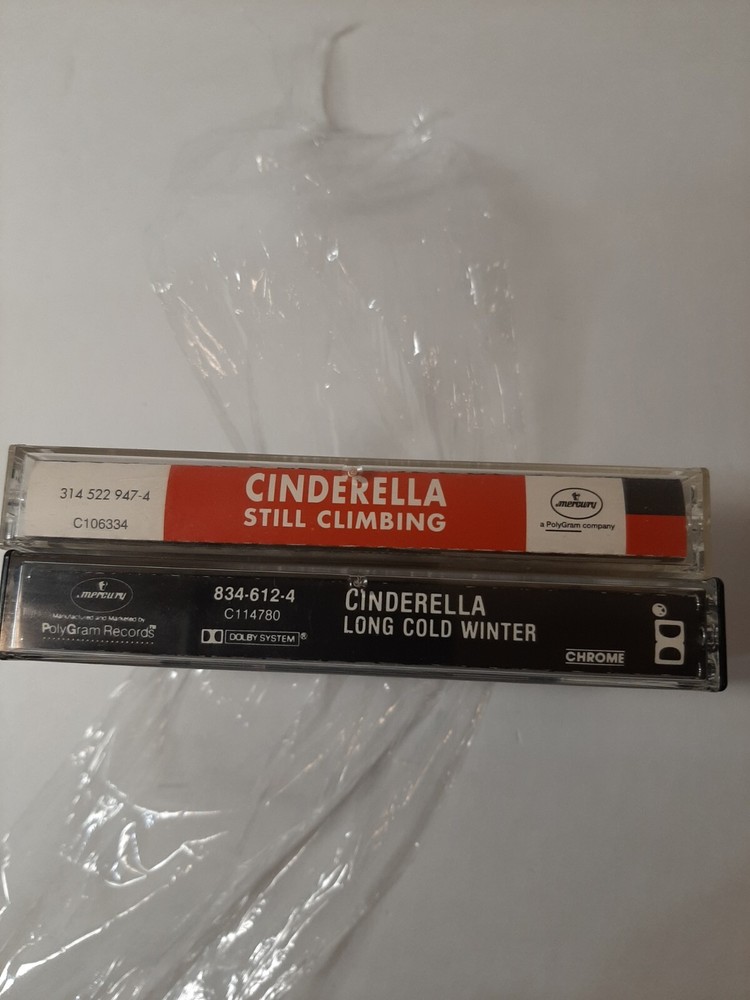 314 522 947-4
C106334
CINDERELLA
STILL CLIMBING
mercury
a PolyGram company
mercury
Manufactured and Marketed by
PolyGram Records™
834-612-4
C114780
DOLBY SYSTEM®
CINDERELLA
LONG COLD WINTER
CHROME